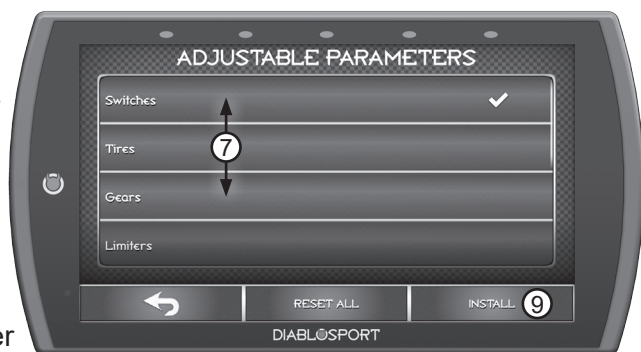 ADJUSTABLE PARAMETERS
Switches
Tires
7
Gears
Limiters
RESET ALL
INSTALL 9
DIABLOSPORT
er